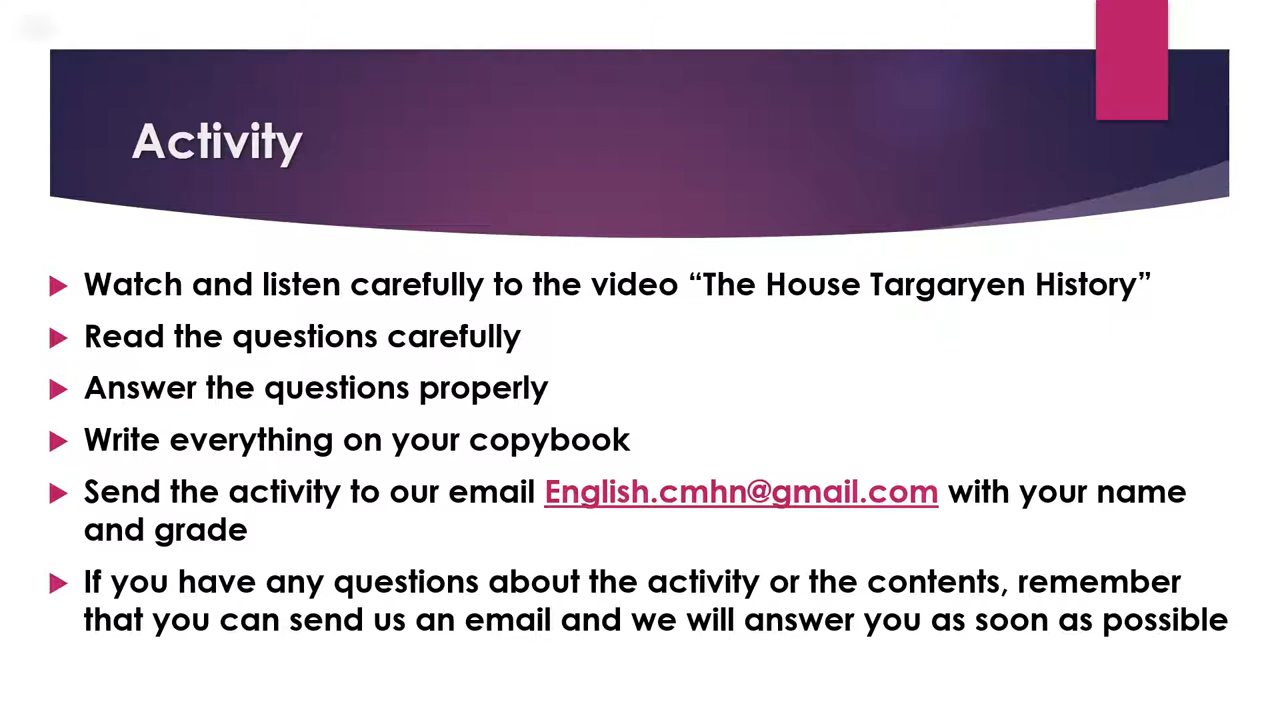 Activity
Watch and listen carefully to the video “The House Targaryen History”
Read the questions carefully
Answer the questions properly
Write everything on your copybook
Send the activity to our email English.cmhn@gmail.com with your name
and grade
If you have any questions about the activity or the contents, remember
that you can send us an email and we will answer you as soon as possible